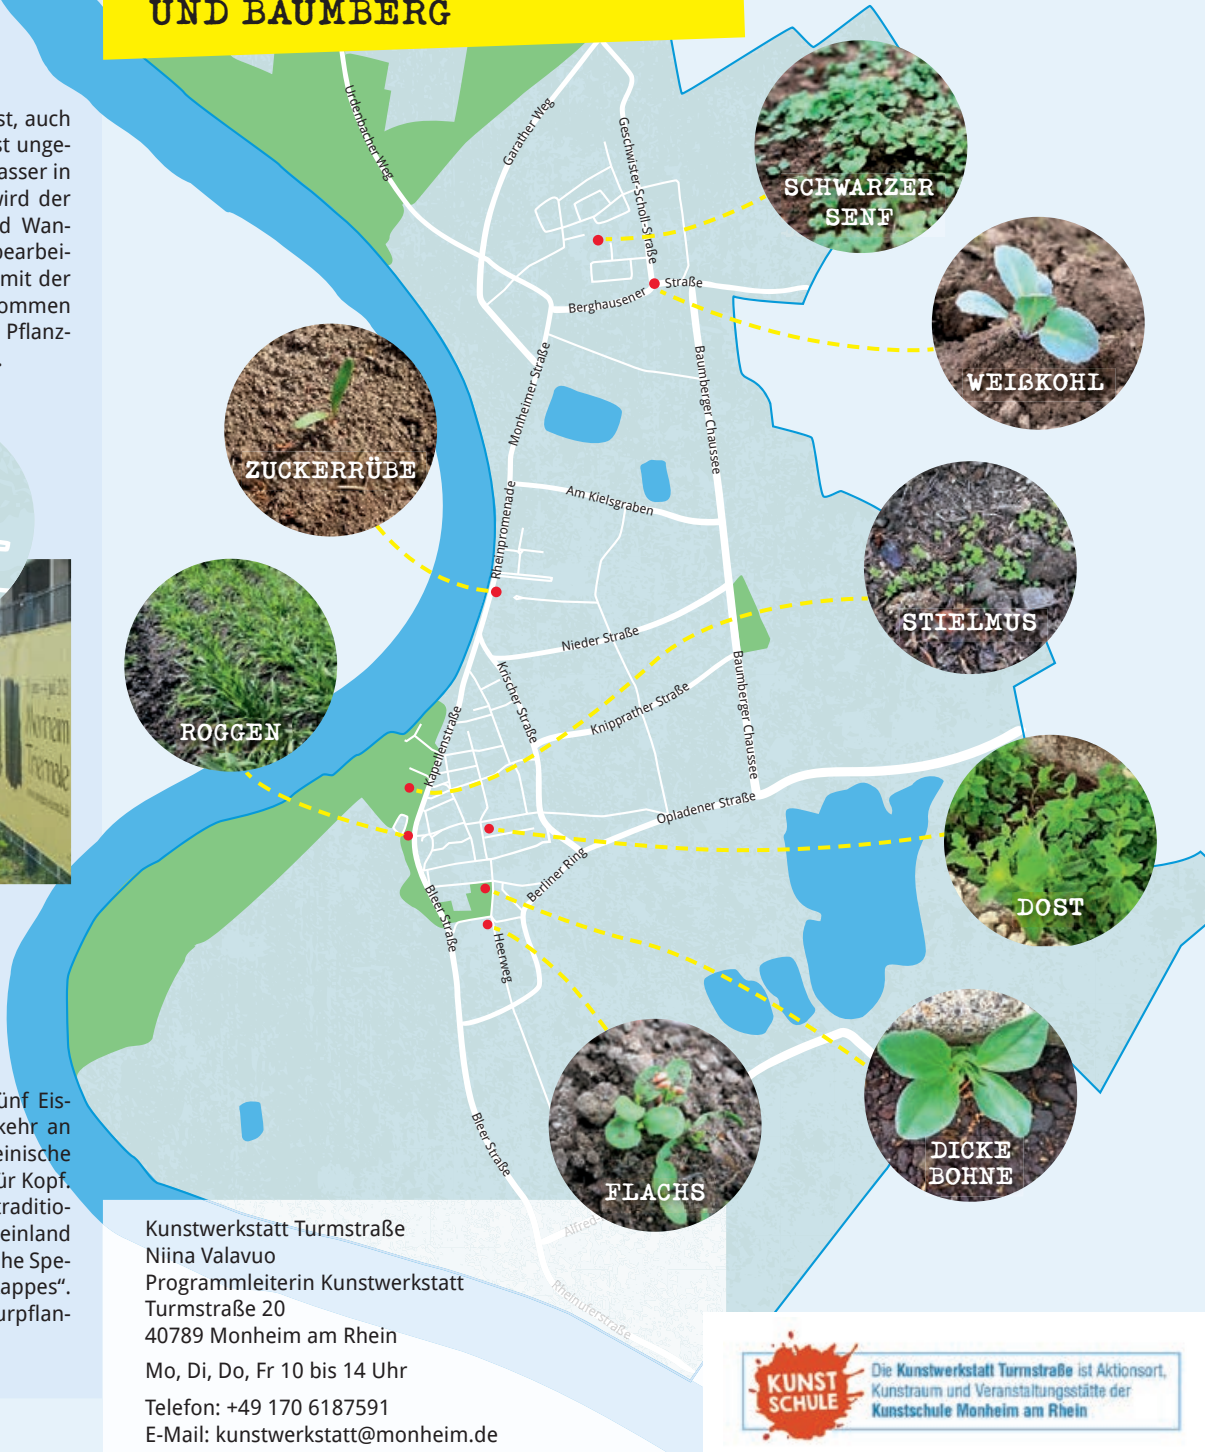 UND BAUMBERG
st, auch
st unge-
asser in
wird der
d Wan-
bearbei-
mit der
ommen
Pflanz-
.
Urdenbacher Weg
Garather Weg
Geschwister-Scholl-Straße
SCHWARZER
SENF
Berghausener Straße
WEIßKOHL
Monheimer Straße
Baumberger Chaussee
ZUCKERRÜBE
Am Kielsgraben
Rheinpromenade
STIELMUS
Nieder Straße
Krischer Straße
Knipprather Straße
Baumberger Chaussee
ROGGEN
Monheim
Kapellenstraße
Opladener Straße
Berliner Ring
DOST
Bleer Straße
Heerweg
ünf Eis-
kehr an
einische
ür Kopf.
traditio-
einland
he Spe-
appes“.
urpflan-
Bleer Straße
DICKE
BOHNE
FLACHS
Alfred-
Rheinuferstraße
Kunstwerkstatt Turmstraße
Niina Valavuo
Programmleiterin Kunstwerkstatt
Turmstraße 20
40789 Monheim am Rhein
Mo, Di, Do, Fr 10 bis 14 Uhr
Telefon: +49 170 6187591
E-Mail: kunstwerkstatt@monheim.de
KUNST
SCHULE
Die Kunstwerkstatt Turmstraße ist Aktionsort,
Kunstraum und Veranstaltungsstätte der
Kunstschule Monheim am Rhein